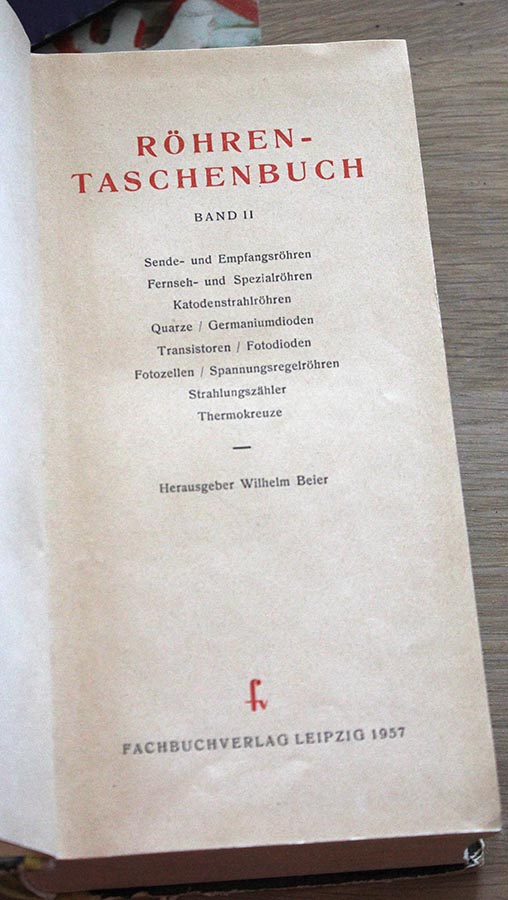 RÖHREN-
TASCHENBUCH
BAND II
Sende- und Empfangsröhren
Fernseh- und Spezialröhren
Katodenstrahlröhren
Quarze / Germaniumdioden
Transistoren / Fotodioden
Fotozellen / Spannungsregelröhren
Strahlungszähler
Thermokreuze
—
Herausgeber Wilhelm Beier
fv
FACHBUCHVERLAG LEIPZIG 1957